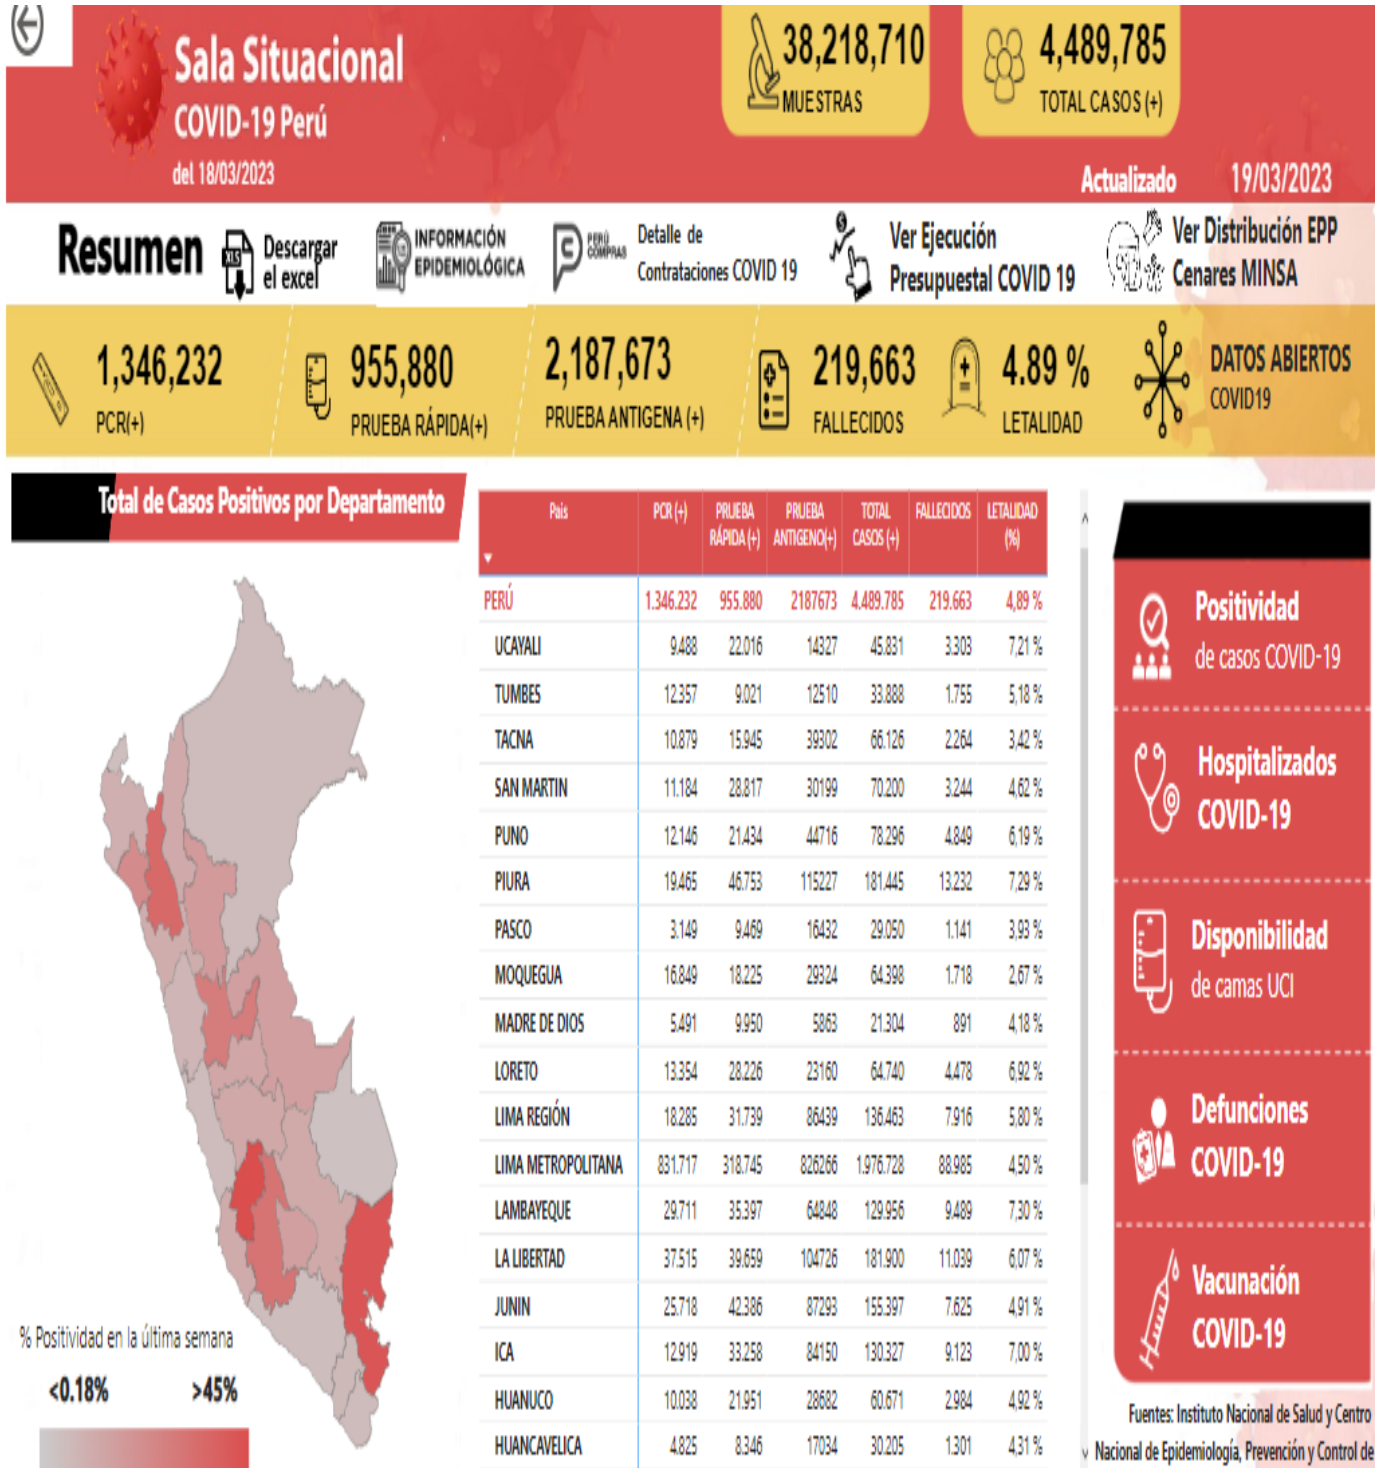 Sala Situacional
COVID-19 Perú
del 18/03/2023
38,218,710
MUESTRAS
4,489,785
TOTAL CASOS (+)
Actualizado 19/03/2023
Resumen
XLS
Descargar
el excel
INFORMACIÓN
EPIDEMIOLÓGICA
PERÚ
COMPRAS
Detalle de
Contrataciones COVID 19
Ver Ejecución
Presupuestal COVID 19
Ver Distribución EPP
Cenares MINSA
1,346,232
PCR(+)
955,880
PRUEBA RÁPIDA(+)
2,187,673
PRUEBA ANTIGENA (+)
219,663
FALLECIDOS
4.89 %
LETALIDAD
DATOS ABIERTOS
COVID19
Total de Casos Positivos por Departamento
% Positividad en la última semana
<0.18% >45%
Pais PCR (+) PRUEBA RÁPIDA (+) PRUEBA ANTIGENO(+) TOTAL CASOS (+) FALLECIDOS LETALIDAD (%)
PERÚ 1.346.232 955.880 2187673 4.489.785 219.663 4,89 %
UCAYALI 9.488 22.016 14327 45.831 3.303 7,21 %
TUMBES 12.357 9.021 12510 33.888 1.755 5,18 %
TACNA 10.879 15.945 39302 66.126 2.264 3,42 %
SAN MARTIN 11.184 28.817 30199 70.200 3.244 4,62 %
PUNO 12.146 21.434 44716 78.296 4.849 6,19 %
PIURA 19.465 46.753 115227 181.445 13.232 7,29 %
PASCO 3.149 9.469 16432 29.050 1.141 3,93 %
MOQUEGUA 16.849 18.225 29324 64.398 1.718 2,67 %
MADRE DE DIOS 5.491 9.950 5863 21.304 891 4,18 %
LORETO 13.354 28.226 23160 64.740 4.478 6,92 %
LIMA REGIÓN 18.285 31.739 86439 136.463 7.916 5,80 %
LIMA METROPOLITANA 831.717 318.745 826266 1.976.728 88.985 4,50 %
LAMBAYEQUE 29.711 35.397 64848 129.956 9.489 7,30 %
LA LIBERTAD 37.515 39.659 104726 181.900 11.039 6,07 %
JUNIN 25.718 42.386 87293 155.397 7.625 4,91 %
ICA 12.919 33.258 84150 130.327 9.123 7,00 %
HUANUCO 10.038 21.951 28682 60.671 2.984 4,92 %
HUANCAVELICA 4.825 8.346 17034 30.205 1.301 4,31 %
Positividad
de casos COVID-19
Hospitalizados
COVID-19
Disponibilidad
de camas UCI
Defunciones
COVID-19
Vacunación
COVID-19
Fuentes: Instituto Nacional de Salud y Centro
Nacional de Epidemiología, Prevención y Control de